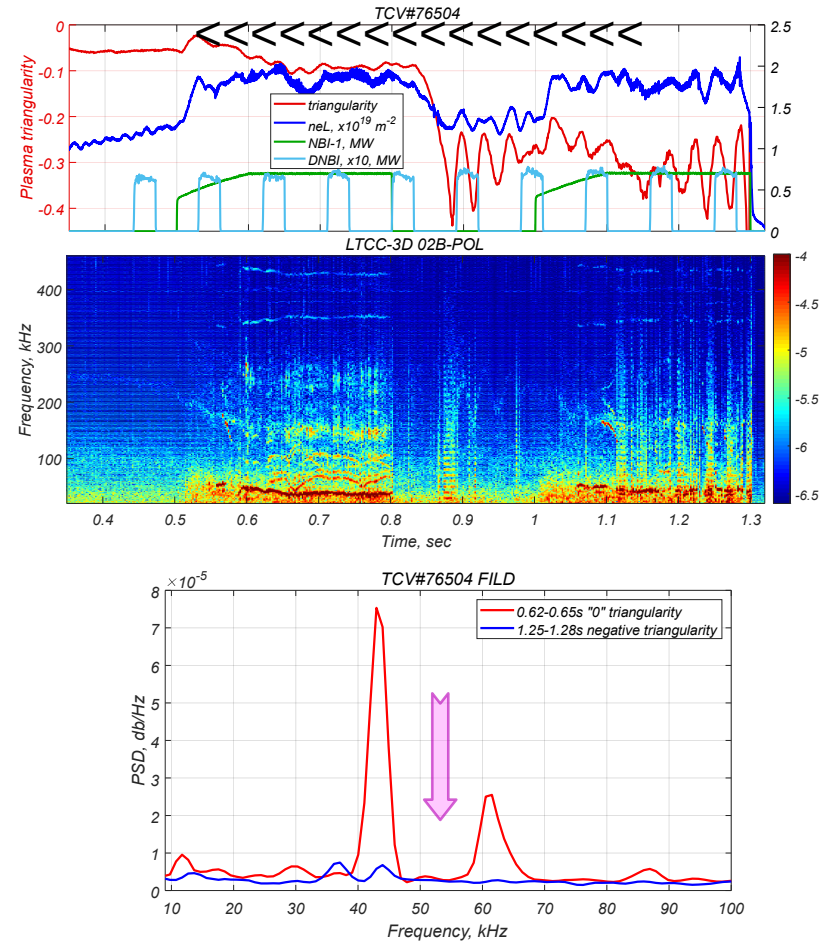 TCV#76504
<<<<<<<<<<<<<<<<
0
-0.1
-0.2
-0.3
-0.4
Plasma triangularity
2.5
2
1.5
1
0.5
0
triangularity
neL, x10^19 m^-2
NBI-1, MW
DNBI, x10, MW
LTCC-3D 02B-POL
400
300
200
100
Frequency, kHz
0.4 0.5 0.6 0.7 0.8 0.9 1 1.1 1.2 1.3
Time, sec
-4
-4.5
-5
-5.5
-6
-6.5
TCV#76504 FILD
×10^-5
8
7
6
5
4
3
2
1
0
PSD, db/Hz
0.62-0.65s "0" triangularity
1.25-1.28s negative triangularity
10 20 30 40 50 60 70 80 90 100
Frequency, kHz